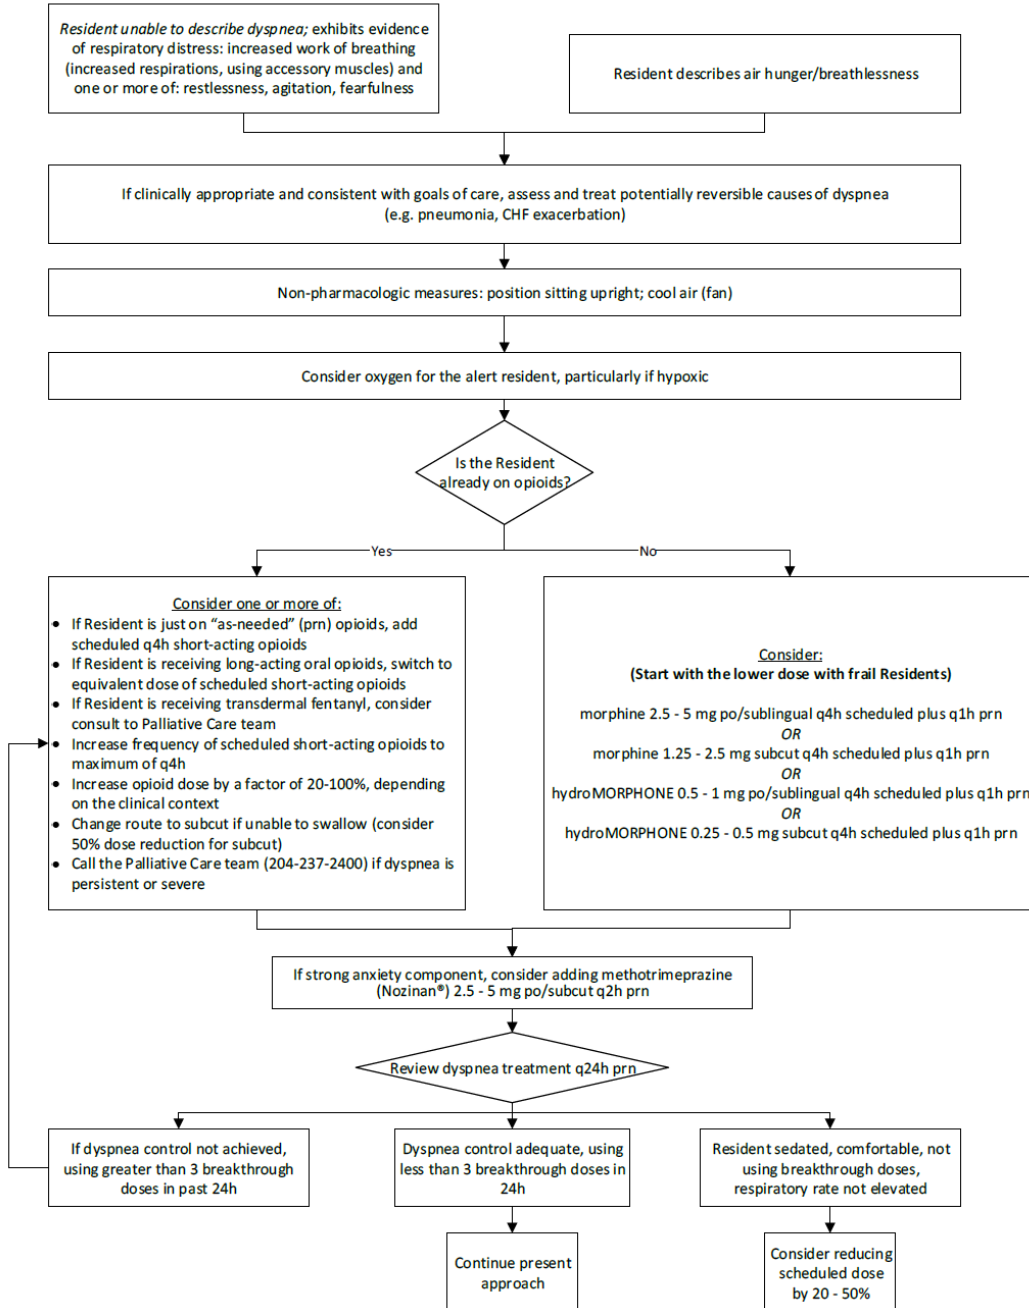 Resident unable to describe dyspnea; exhibits evidence
of respiratory distress: increased work of breathing
(increased respirations, using accessory muscles) and
one or more of: restlessness, agitation, fearfulness
Resident describes air hunger/breathlessness
If clinically appropriate and consistent with goals of care, assess and treat potentially reversible causes of dyspnea
(e.g. pneumonia, CHF exacerbation)
Non-pharmacologic measures: position sitting upright; cool air (fan)
Consider oxygen for the alert resident, particularly if hypoxic
Is the Resident
already on opioids?
Yes
No
Consider one or more of:
• If Resident is just on “as-needed” (prn) opioids, add
scheduled q4h short-acting opioids
• If Resident is receiving long-acting oral opioids, switch to
equivalent dose of scheduled short-acting opioids
• If Resident is receiving transdermal fentanyl, consider
consult to Palliative Care team
• Increase frequency of scheduled short-acting opioids to
maximum of q4h
• Increase opioid dose by a factor of 20-100%, depending
on the clinical context
• Change route to subcut if unable to swallow (consider
50% dose reduction for subcut)
• Call the Palliative Care team (204-237-2400) if dyspnea is
persistent or severe
Consider:
(Start with the lower dose with frail Residents)
morphine 2.5 - 5 mg po/sublingual q4h scheduled plus q1h prn
OR
morphine 1.25 - 2.5 mg subcut q4h scheduled plus q1h prn
OR
hydroMORPHONE 0.5 - 1 mg po/sublingual q4h scheduled plus q1h prn
OR
hydroMORPHONE 0.25 - 0.5 mg subcut q4h scheduled plus q1h prn
If strong anxiety component, consider adding methotrimeprazine
(Nozinan®) 2.5 - 5 mg po/subcut q2h prn
Review dyspnea treatment q24h prn
If dyspnea control not achieved,
using greater than 3 breakthrough
doses in past 24h
Dyspnea control adequate, using
less than 3 breakthrough doses in
24h
Resident sedated, comfortable, not
using breakthrough doses,
respiratory rate not elevated
Continue present
approach
Consider reducing
scheduled dose
by 20 - 50%